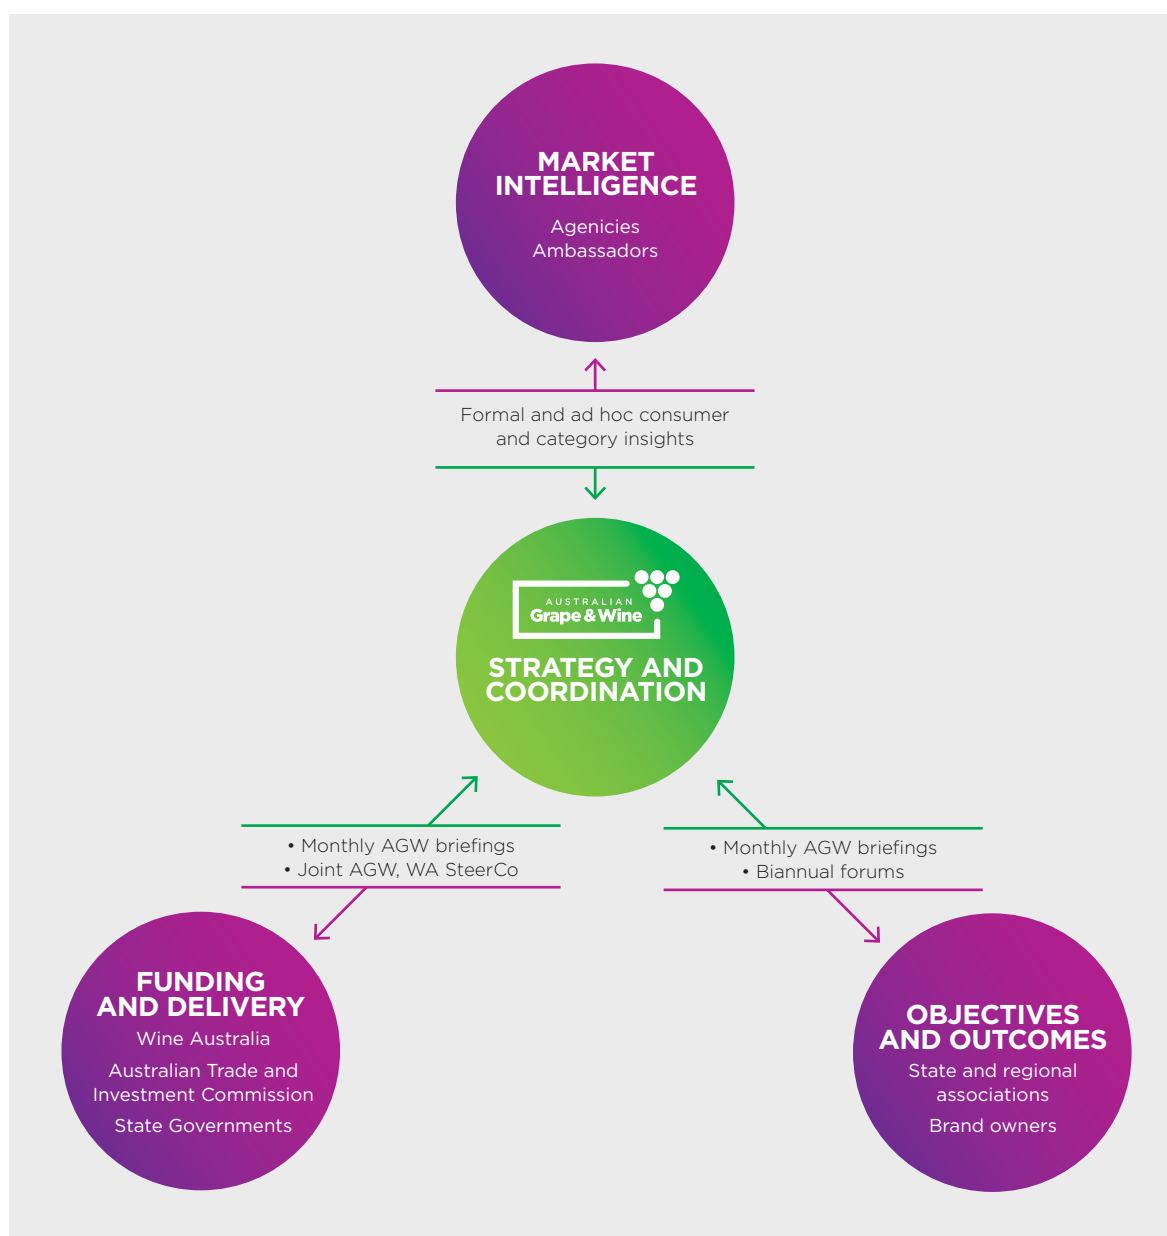 MARKET
INTELLIGENCE
Agenicies
Ambassadors
Formal and ad hoc consumer
and category insights
AUSTRALIAN
Grape & Wine
STRATEGY AND
COORDINATION
• Monthly AGW briefings
• Joint AGW, WA SteerCo
• Monthly AGW briefings
• Biannual forums
FUNDING
AND DELIVERY
Wine Australia
Australian Trade and
Investment Commission
State Governments
OBJECTIVES
AND OUTCOMES
State and regional
associations
Brand owners